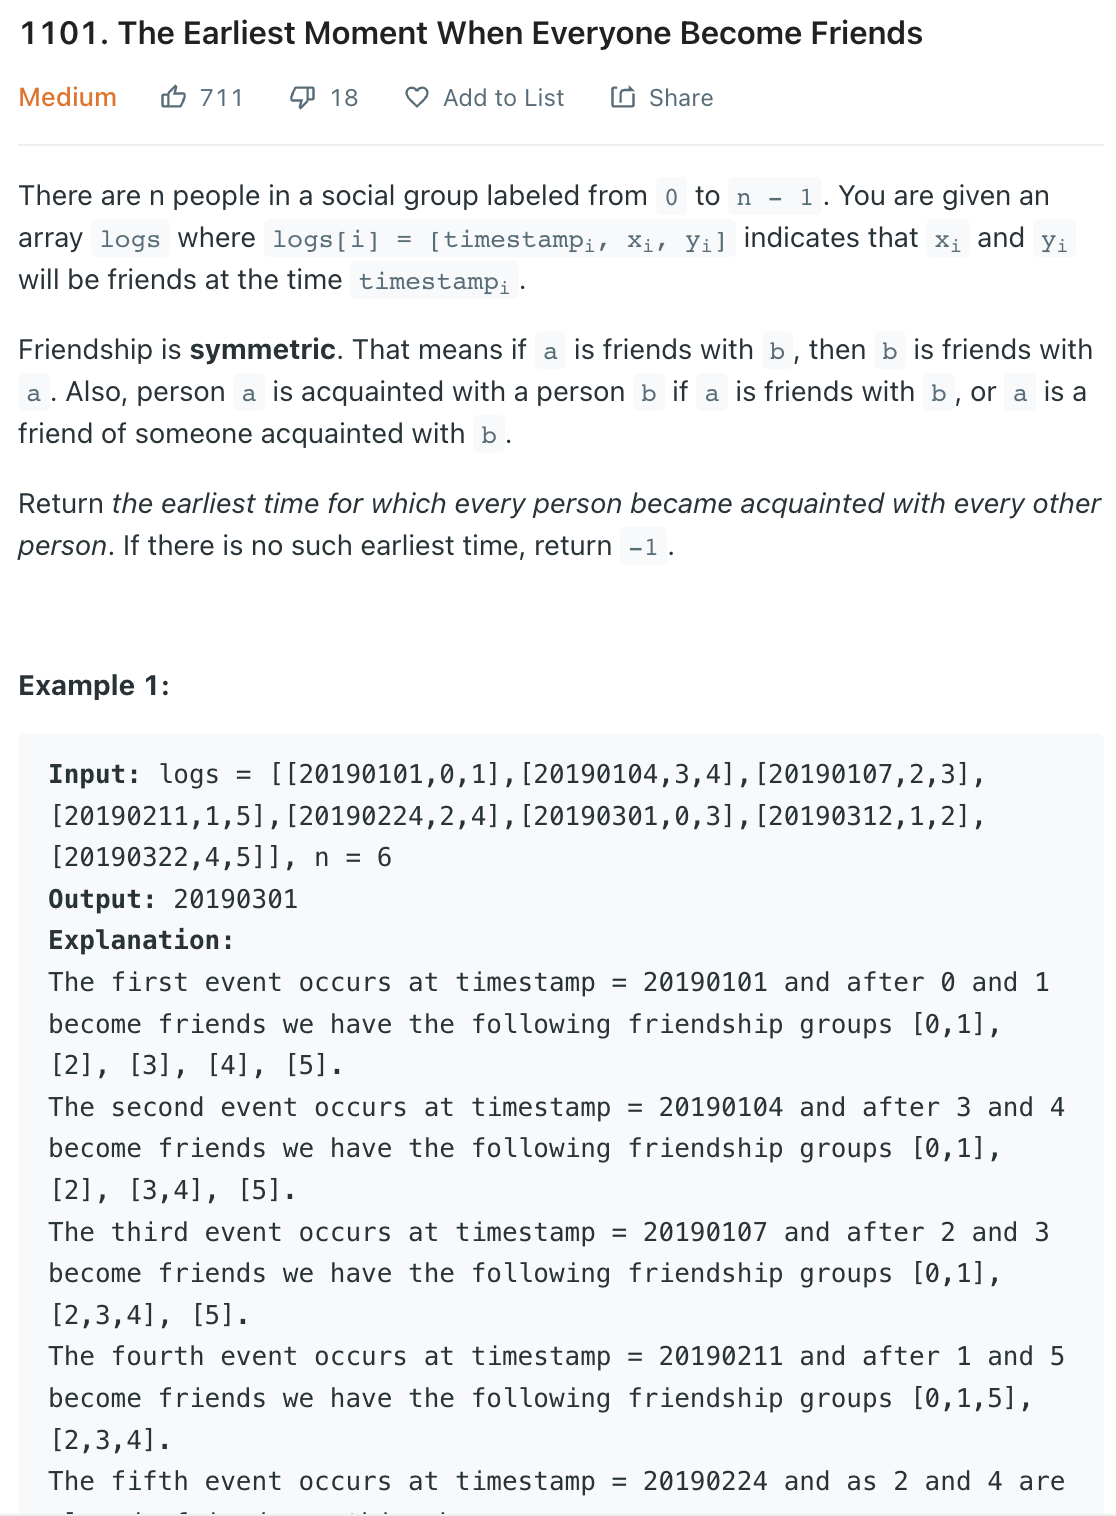 1101. The Earliest Moment When Everyone Become Friends
Medium 711 18 Add to List Share
There are n people in a social group labeled from 0 to n - 1. You are given an
array logs where logs[i] = [timestampᵢ, xᵢ, yᵢ] indicates that xᵢ and yᵢ
will be friends at the time timestampᵢ.
Friendship is symmetric. That means if a is friends with b, then b is friends with
a. Also, person a is acquainted with a person b if a is friends with b, or a is a
friend of someone acquainted with b.
Return the earliest time for which every person became acquainted with every other
person. If there is no such earliest time, return -1.
Example 1:
Input: logs = [[20190101,0,1],[20190104,3,4],[20190107,2,3],
[20190211,1,5],[20190224,2,4],[20190301,0,3],[20190312,1,2],
[20190322,4,5]], n = 6
Output: 20190301
Explanation:
The first event occurs at timestamp = 20190101 and after 0 and 1
become friends we have the following friendship groups [0,1],
[2], [3], [4], [5].
The second event occurs at timestamp = 20190104 and after 3 and 4
become friends we have the following friendship groups [0,1],
[2], [3,4], [5].
The third event occurs at timestamp = 20190107 and after 2 and 3
become friends we have the following friendship groups [0,1],
[2,3,4], [5].
The fourth event occurs at timestamp = 20190211 and after 1 and 5
become friends we have the following friendship groups [0,1,5],
[2,3,4].
The fifth event occurs at timestamp = 20190224 and as 2 and 4 are